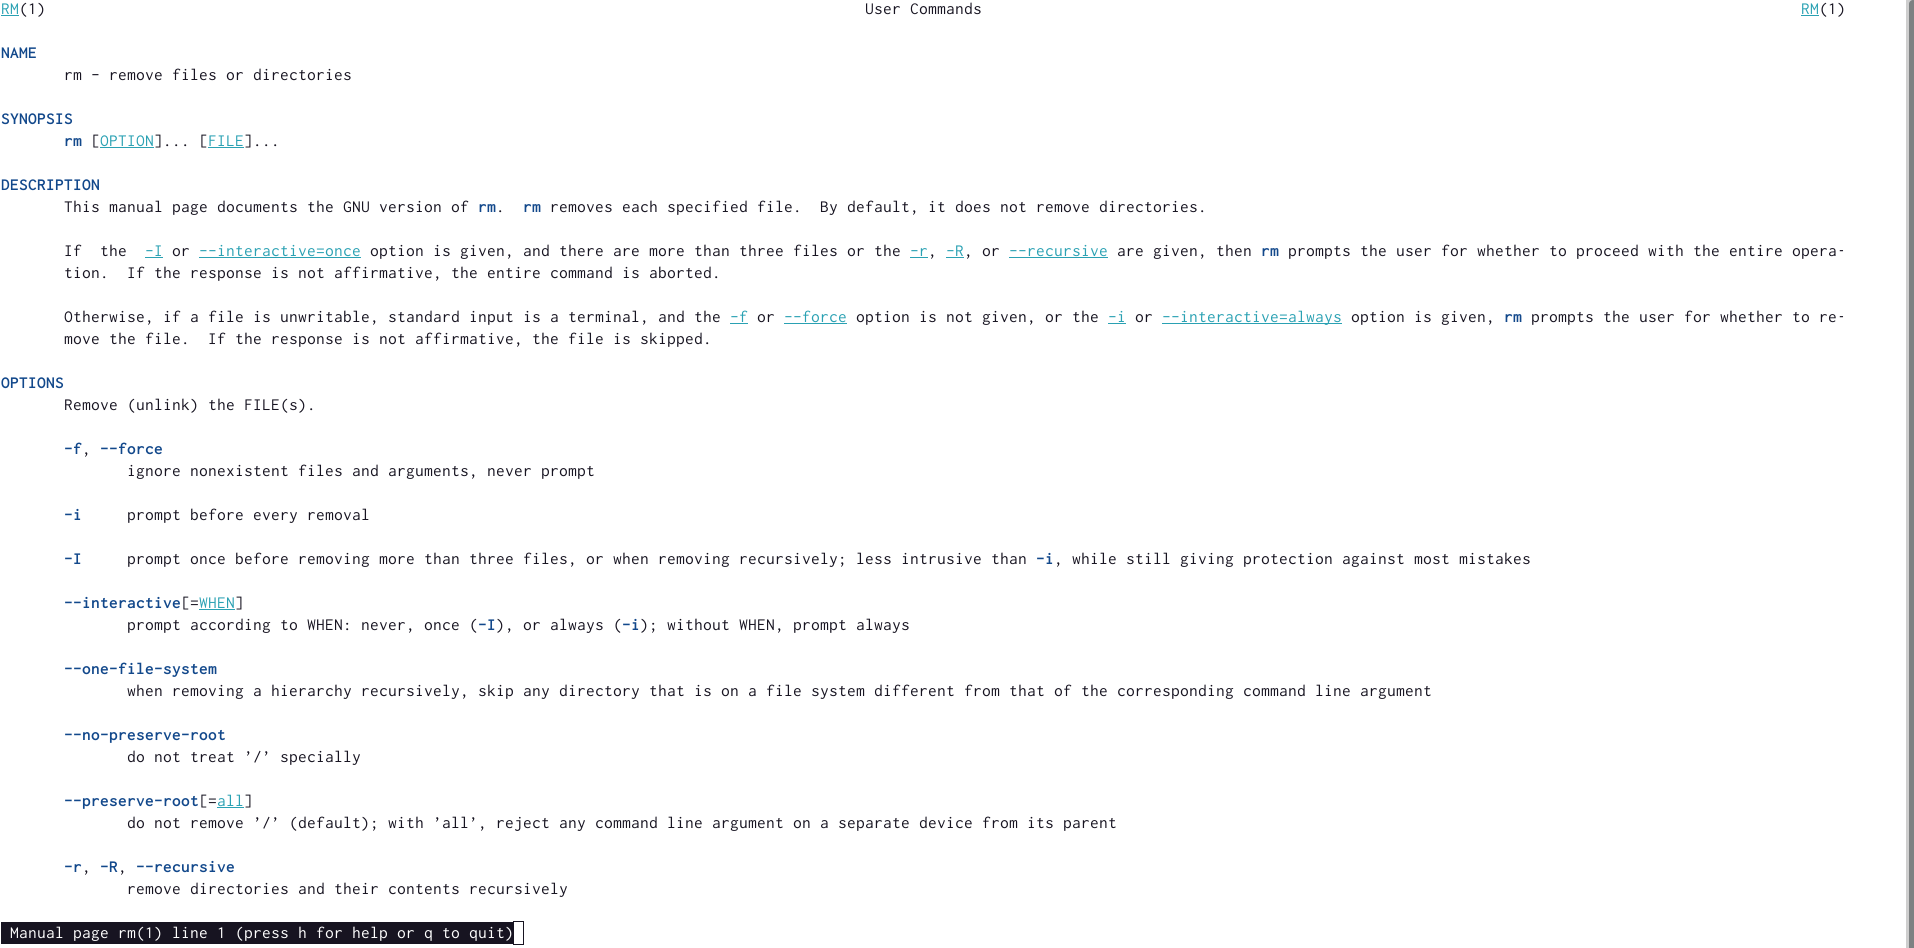 RM(1) User Commands RM(1)
NAME
rm - remove files or directories
SYNOPSIS
rm [OPTION]... [FILE]...
DESCRIPTION
This manual page documents the GNU version of rm.  rm removes each specified file.  By default, it does not remove directories.
If  the  -I or --interactive=once option is given, and there are more than three files or the -r, -R, or --recursive are given, then rm prompts the user for whether to proceed with the entire opera-
tion.  If the response is not affirmative, the entire command is aborted.
Otherwise, if a file is unwritable, standard input is a terminal, and the -f or --force option is not given, or the -i or --interactive=always option is given, rm prompts the user for whether to re-
move the file.  If the response is not affirmative, the file is skipped.
OPTIONS
Remove (unlink) the FILE(s).
-f, --force
ignore nonexistent files and arguments, never prompt
-i     prompt before every removal
-I     prompt once before removing more than three files, or when removing recursively; less intrusive than -i, while still giving protection against most mistakes
--interactive[=WHEN]
prompt according to WHEN: never, once (-I), or always (-i); without WHEN, prompt always
--one-file-system
when removing a hierarchy recursively, skip any directory that is on a file system different from that of the corresponding command line argument
--no-preserve-root
do not treat ’/’ specially
--preserve-root[=all]
do not remove ’/’ (default); with ’all’, reject any command line argument on a separate device from its parent
-r, -R, --recursive
remove directories and their contents recursively
Manual page rm(1) line 1 (press h for help or q to quit)